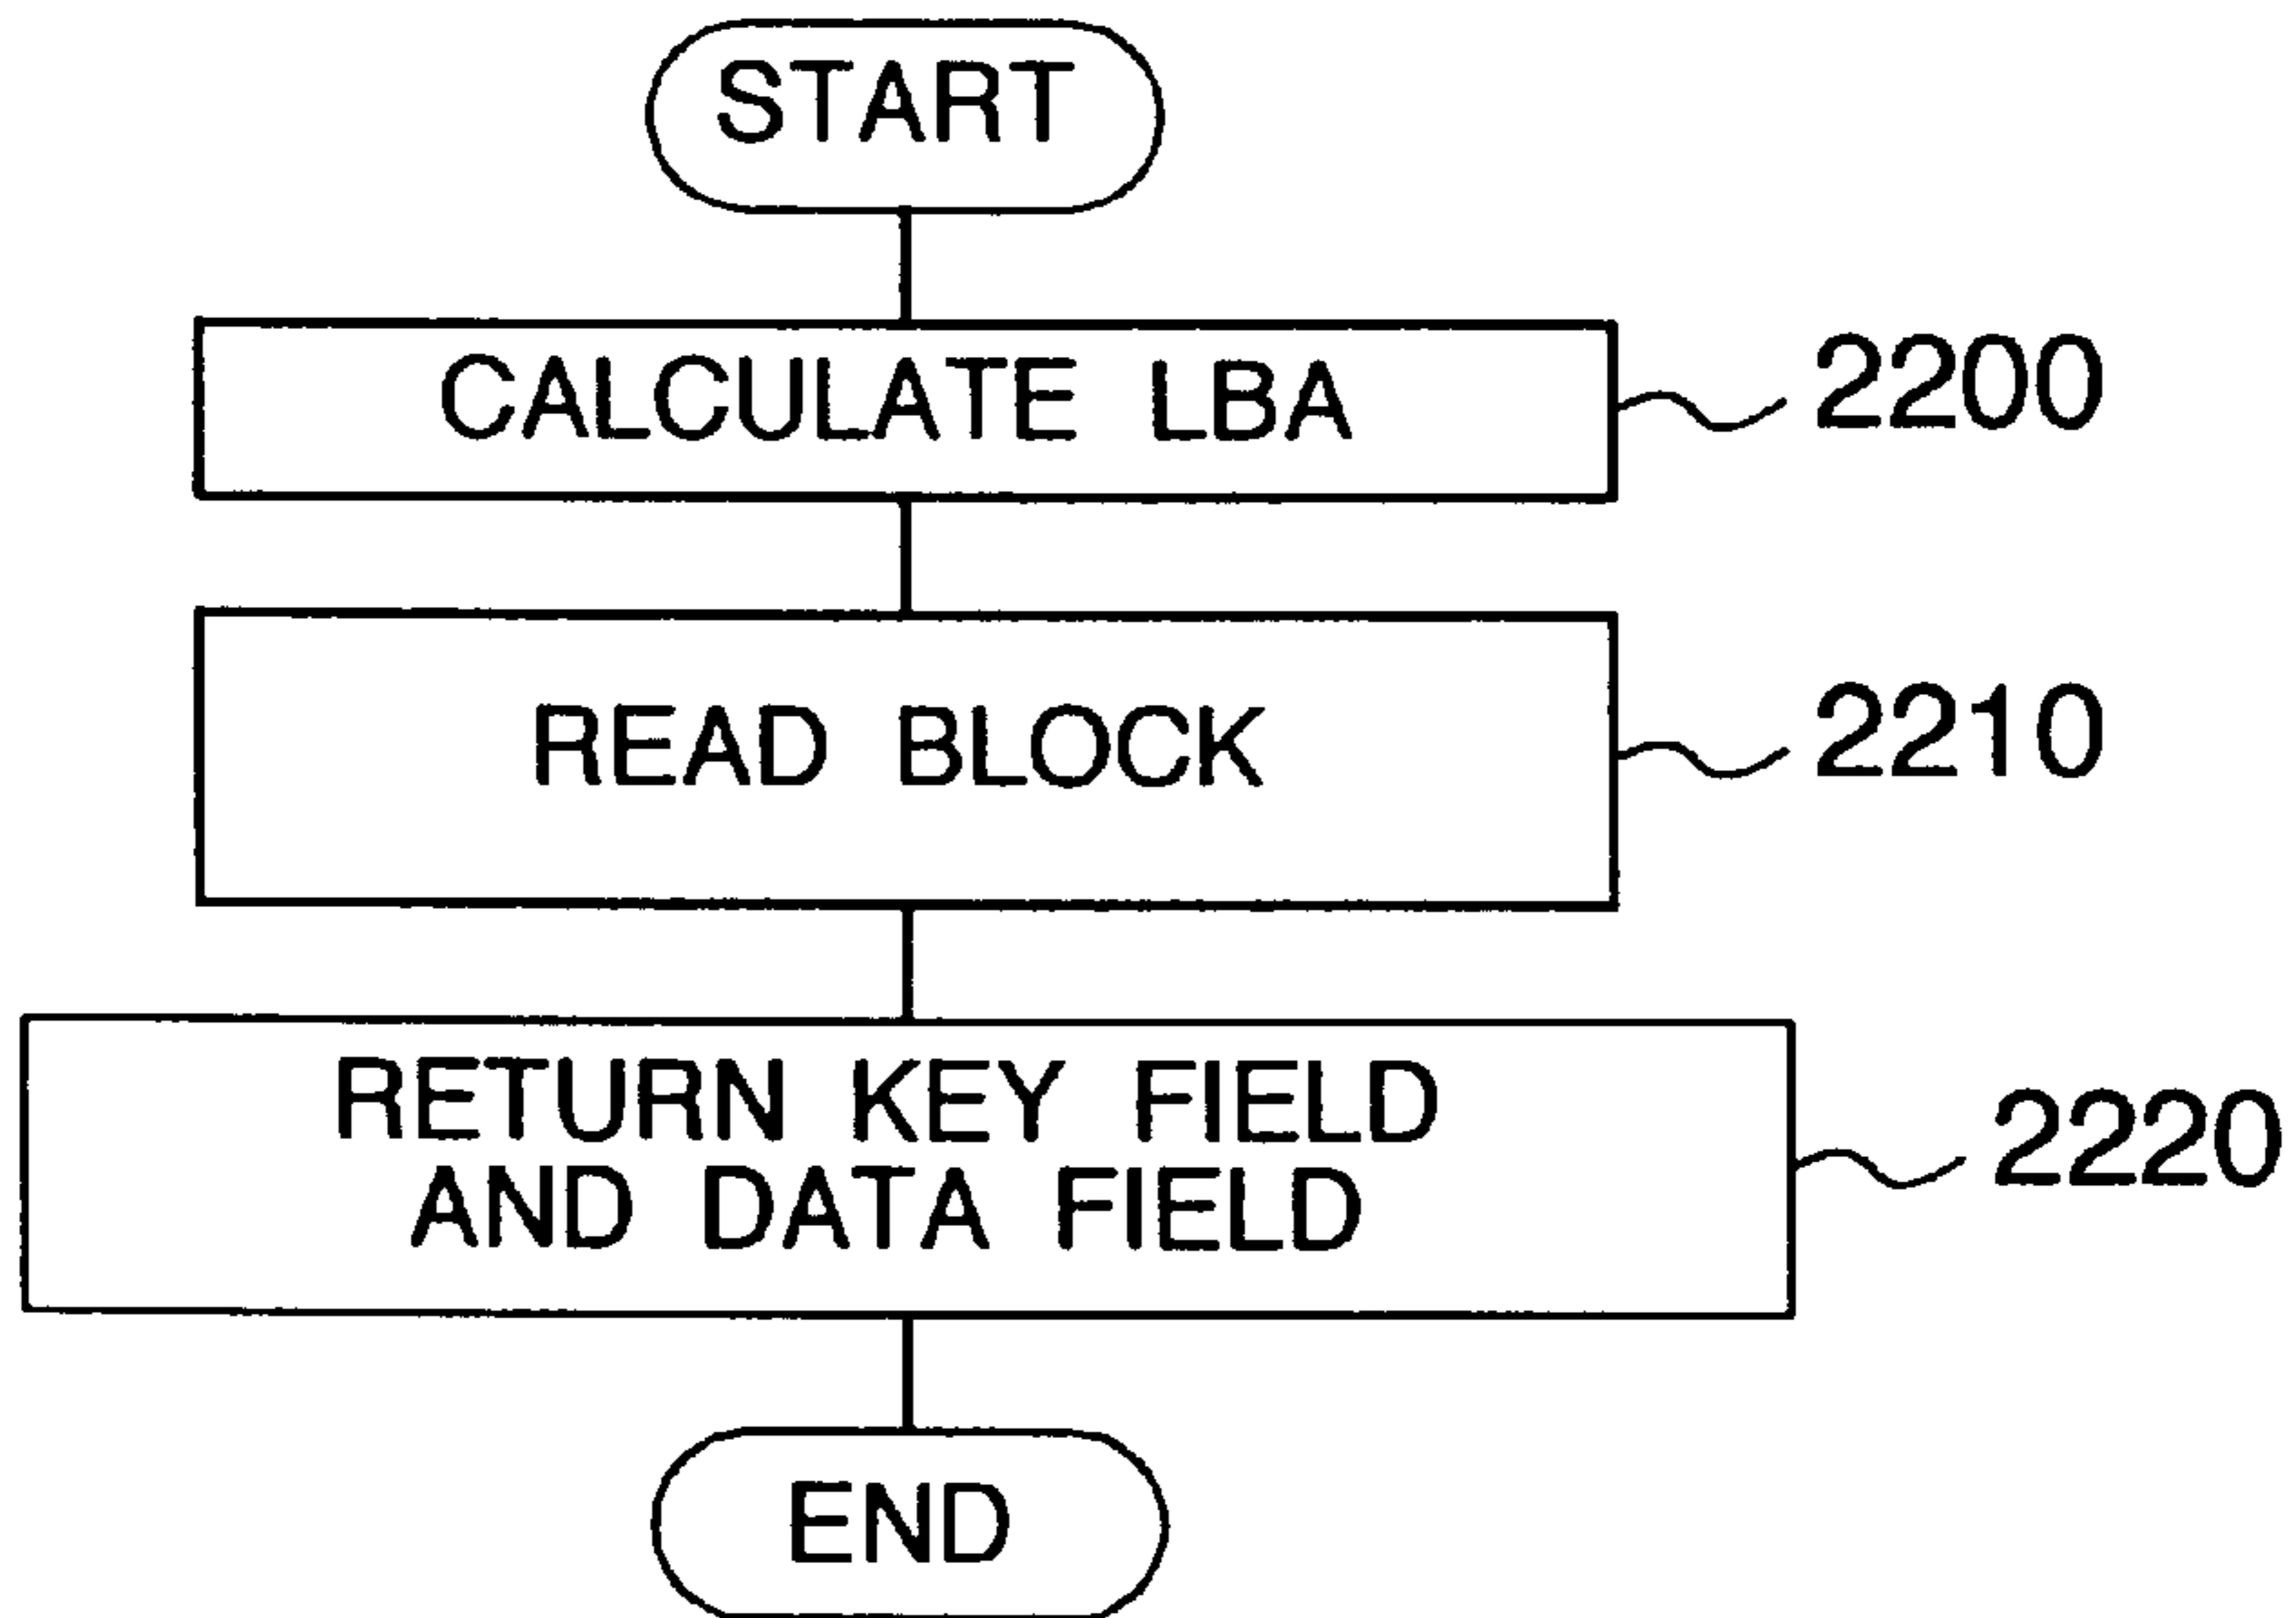 START
CALCULATE LBA
2200
READ BLOCK
2210
RETURN KEY FIELD
AND DATA FIELD
2220
END